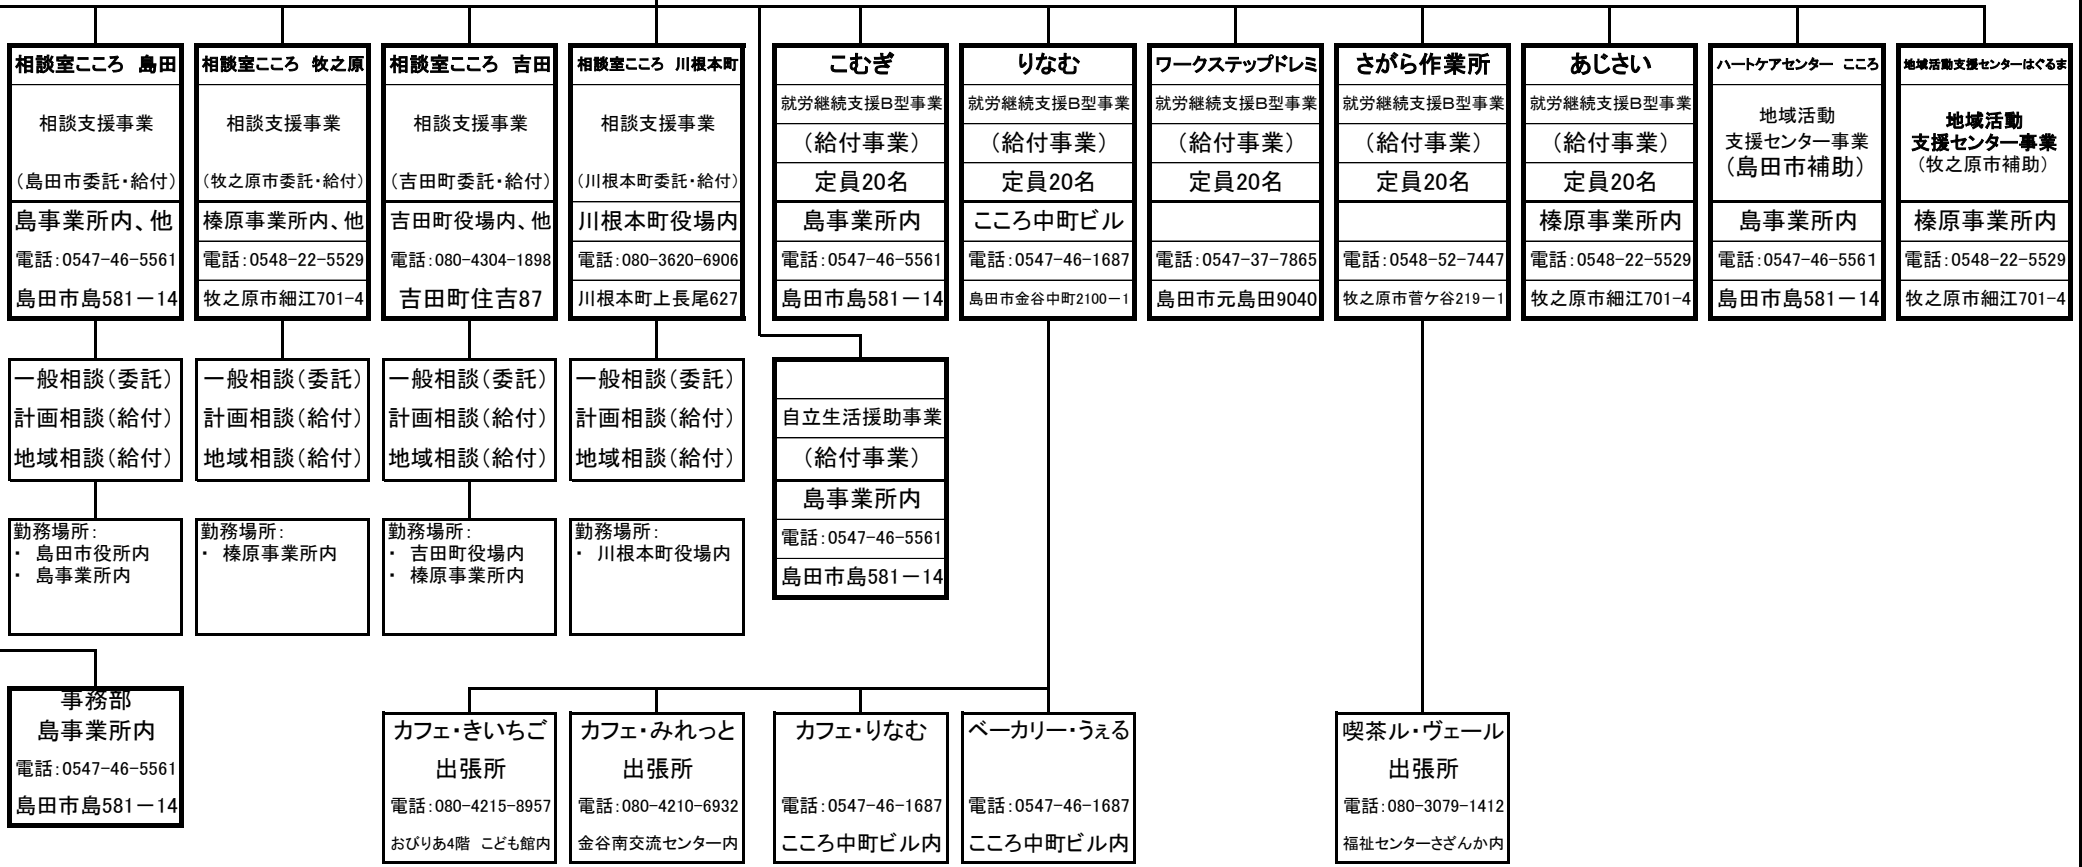 相談室こころ　島田
相談支援事業
（島田市委託・給付）
島事業所内、他
電話：0547-46-5561
島田市島581－14
一般相談（委託）
計画相談（給付）
地域相談（給付）
勤務場所：
・ 島田市役所内
・ 島事業所内
相談室こころ　牧之原
相談支援事業
（牧之原市委託・給付）
榛原事業所内、他
電話：0548-22-5529
牧之原市細江701-4
一般相談（委託）
計画相談（給付）
地域相談（給付）
勤務場所：
・ 榛原事業所内
相談室こころ　吉田
相談支援事業
（吉田町委託・給付）
吉田町役場内、他
電話：080-4304-1898
吉田町住吉87
一般相談（委託）
計画相談（給付）
地域相談（給付）
勤務場所：
・ 吉田町役場内
・ 榛原事業所内
相談室こころ　川根本町
相談支援事業
（川根本町委託・給付）
川根本町役場内
電話：080-3620-6906
川根本町上長尾627
一般相談（委託）
計画相談（給付）
地域相談（給付）
勤務場所：
・ 川根本町役場内
こむぎ
就労継続支援B型事業
（給付事業）
定員20名
島事業所内
電話：0547-46-5561
島田市島581－14
自立生活援助事業
（給付事業）
島事業所内
電話：0547-46-5561
島田市島581－14
りなむ
就労継続支援B型事業
（給付事業）
定員20名
こころ中町ビル
電話：0547-46-1687
島田市金谷中町2100－1
ワークステップドレミ
就労継続支援B型事業
（給付事業）
定員20名
電話：0547-37-7865
島田市元島田9040
さがら作業所
就労継続支援B型事業
（給付事業）
定員20名
電話：0548-52-7447
牧之原市菅ケ谷219－1
あじさい
就労継続支援B型事業
（給付事業）
定員20名
榛原事業所内
電話：0548-22-5529
牧之原市細江701-4
ハートケアセンター　こころ
地域活動
支援センター事業
（島田市補助）
島事業所内
電話：0547-46-5561
島田市島581－14
地域活動支援センターはぐるま
地域活動
支援センター事業
（牧之原市補助）
榛原事業所内
電話：0548-22-5529
牧之原市細江701-4
事務部
島事業所内
電話：0547-46-5561
島田市島581－14
カフェ・きいちご
出張所
電話：080-4215-8957
おびりあ4階　こども館内
カフェ・みれっと
出張所
電話：080-4210-6932
金谷南交流センター内
カフェ・りなむ
電話：0547-46-1687
こころ中町ビル内
ベーカリー・うぇる
電話：0547-46-1687
こころ中町ビル内
喫茶ル・ヴェール
出張所
電話：080-3079-1412
福祉センターさざんか内